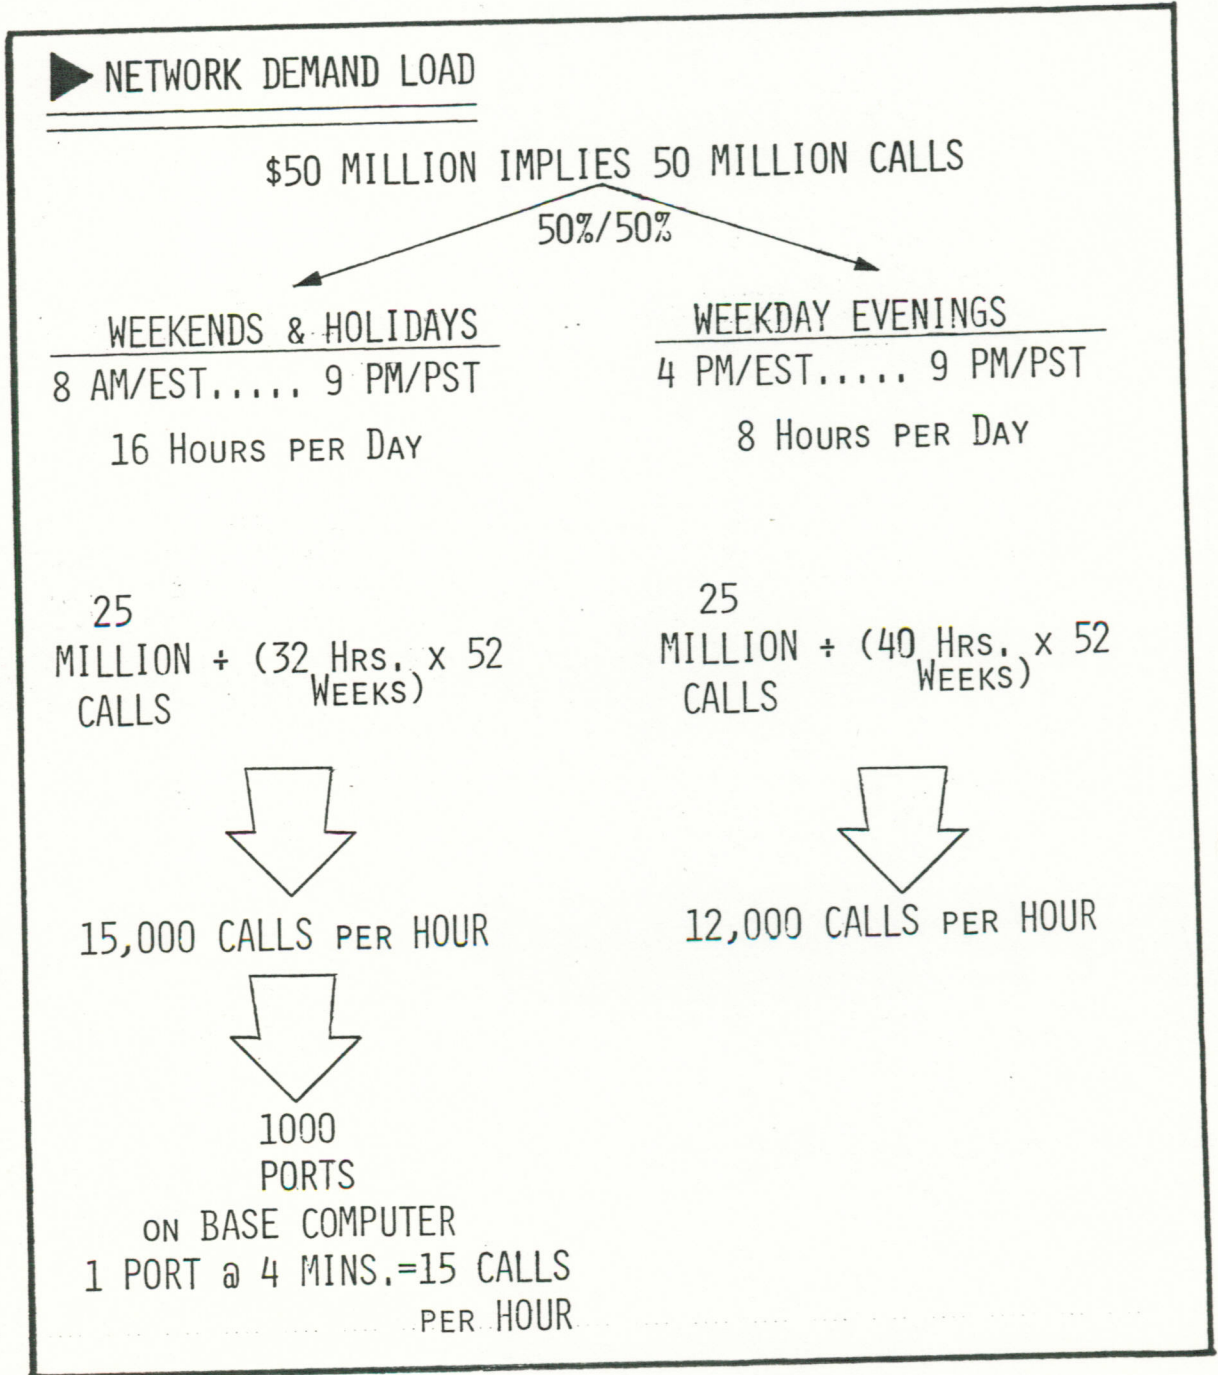 NETWORK DEMAND LOAD
$50 MILLION IMPLIES 50 MILLION CALLS
50%/50%
WEEKENDS & HOLIDAYS
8 AM/EST..... 9 PM/PST
16 HOURS PER DAY
25
MILLION ÷ (32 HRS. X 52
WEEKS)
CALLS
15,000 CALLS PER HOUR
1000
PORTS
ON BASE COMPUTER
1 PORT @ 4 MINS.=15 CALLS
PER HOUR
WEEKDAY EVENINGS
4 PM/EST..... 9 PM/PST
8 HOURS PER DAY
25
MILLION ÷ (40 HRS. X 52
WEEKS)
CALLS
12,000 CALLS PER HOUR